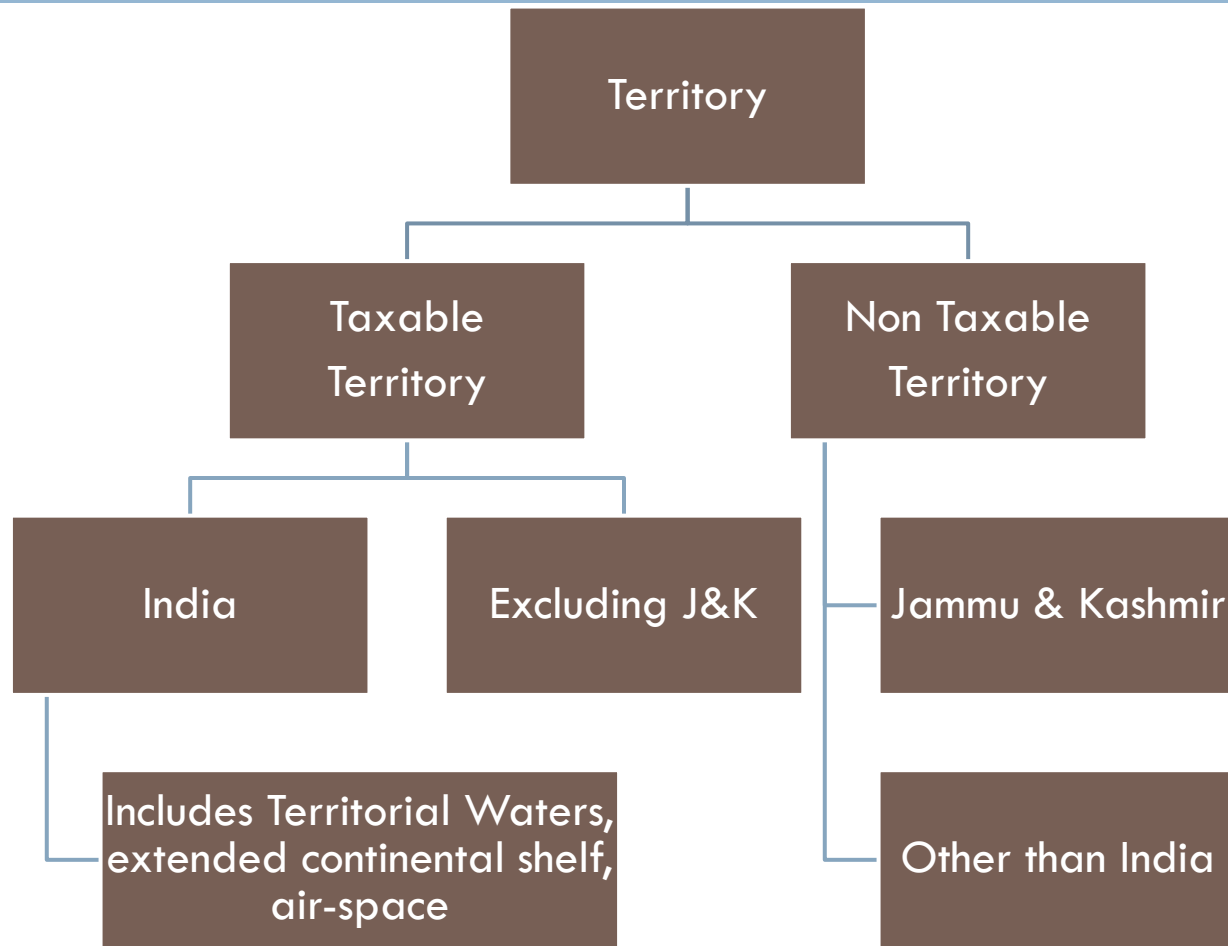 Territory
Taxable
Territory
Non Taxable
Territory
India
Excluding J&K
Jammu & Kashmir
Includes Territorial Waters,
extended continental shelf,
air-space
Other than India